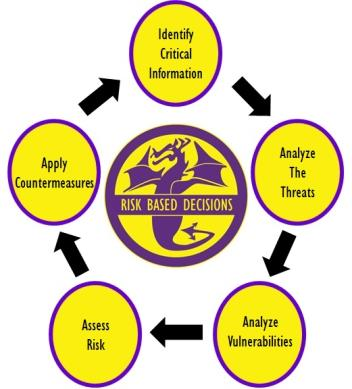 Identify
Critical
Information
Analyze
The
Threats
Analyze
Vulnerabilities
Assess
Risk
Apply
Countermeasures
RISK BASED DECISIONS